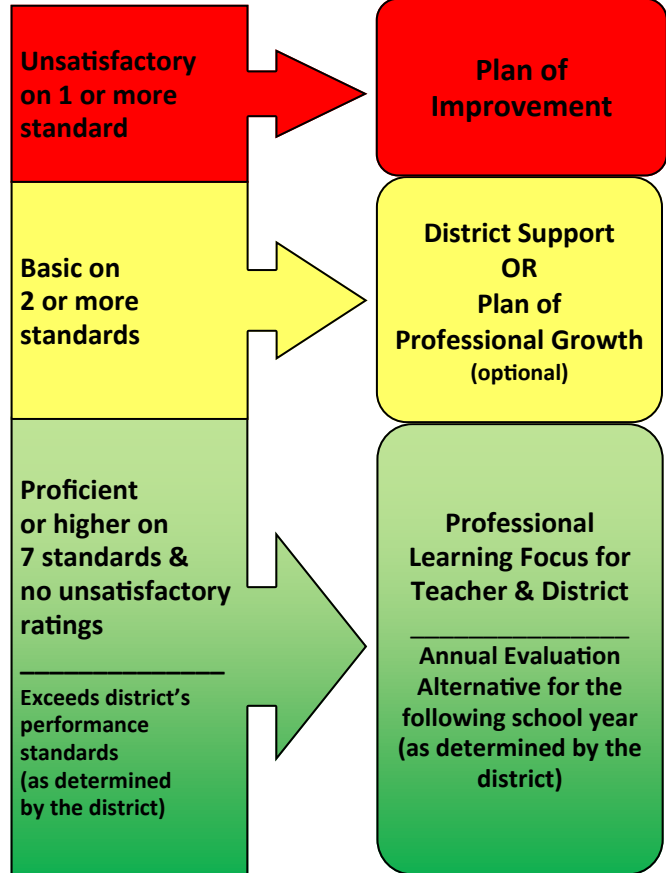 Unsatisfactory
on 1 or more
standard
Plan of
Improvement
Basic on
2 or more
standards
District Support
OR
Plan of
Professional Growth
(optional)
Proficient
or higher on
7 standards &
no unsatisfactory
ratings
Exceeds district's
performance
standards
(as determined
by the district)
Professional
Learning Focus for
Teacher & District
Annual Evaluation
Alternative for the
following school year
(as determined by the
district)